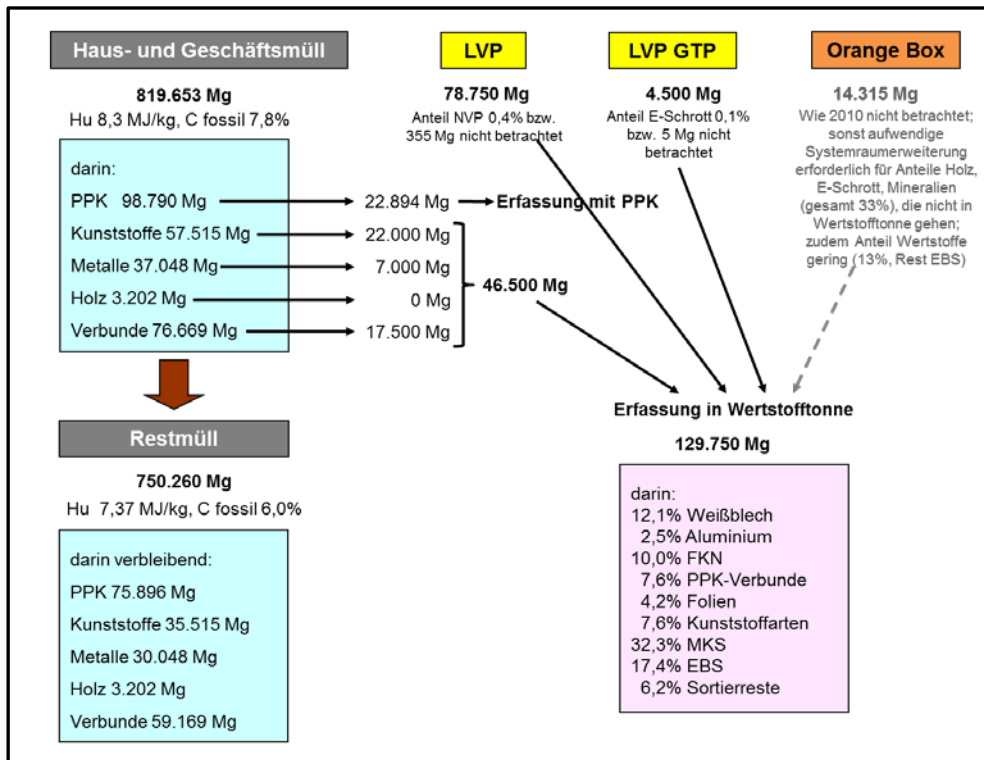 Haus- und Geschäftsmüll
819.653 Mg
Hu 8,3 MJ/kg, C fossil 7,8%
darin:
PPK 98.790 Mg
Kunststoffe 57.515 Mg
Metalle 37.048 Mg
Holz 3.202 Mg
Verbunde 76.669 Mg
22.894 Mg
Erfassung mit PPK
22.000 Mg
7.000 Mg
0 Mg
17.500 Mg
46.500 Mg
LVP
78.750 Mg
Anteil NVP 0,4% bzw.
355 Mg nicht betrachtet
LVP GTP
4.500 Mg
Anteil E-Schrott 0,1%
bzw. 5 Mg nicht
betrachtet
Orange Box
14.315 Mg
Wie 2010 nicht betrachtet;
sonst aufwendige
Systemraumerweiterung
erforderlich für Anteile Holz,
E-Schrott, Mineralien
(gesamt 33%), die nicht in
Wertstofftonne gehen;
zudem Anteil Wertstoffe
gering (13%, Rest EBS)
Restmüll
750.260 Mg
Hu 7,37 MJ/kg, C fossil 6,0%
darin verbleibend:
PPK 75.896 Mg
Kunststoffe 35.515 Mg
Metalle 30.048 Mg
Holz 3.202 Mg
Verbunde 59.169 Mg
Erfassung in Wertstofftonne
129.750 Mg
darin:
12,1% Weißblech
2,5% Aluminium
10,0% FKN
7,6% PPK-Verbunde
4,2% Folien
7,6% Kunststoffarten
32,3% MKS
17,4% EBS
6,2% Sortierreste